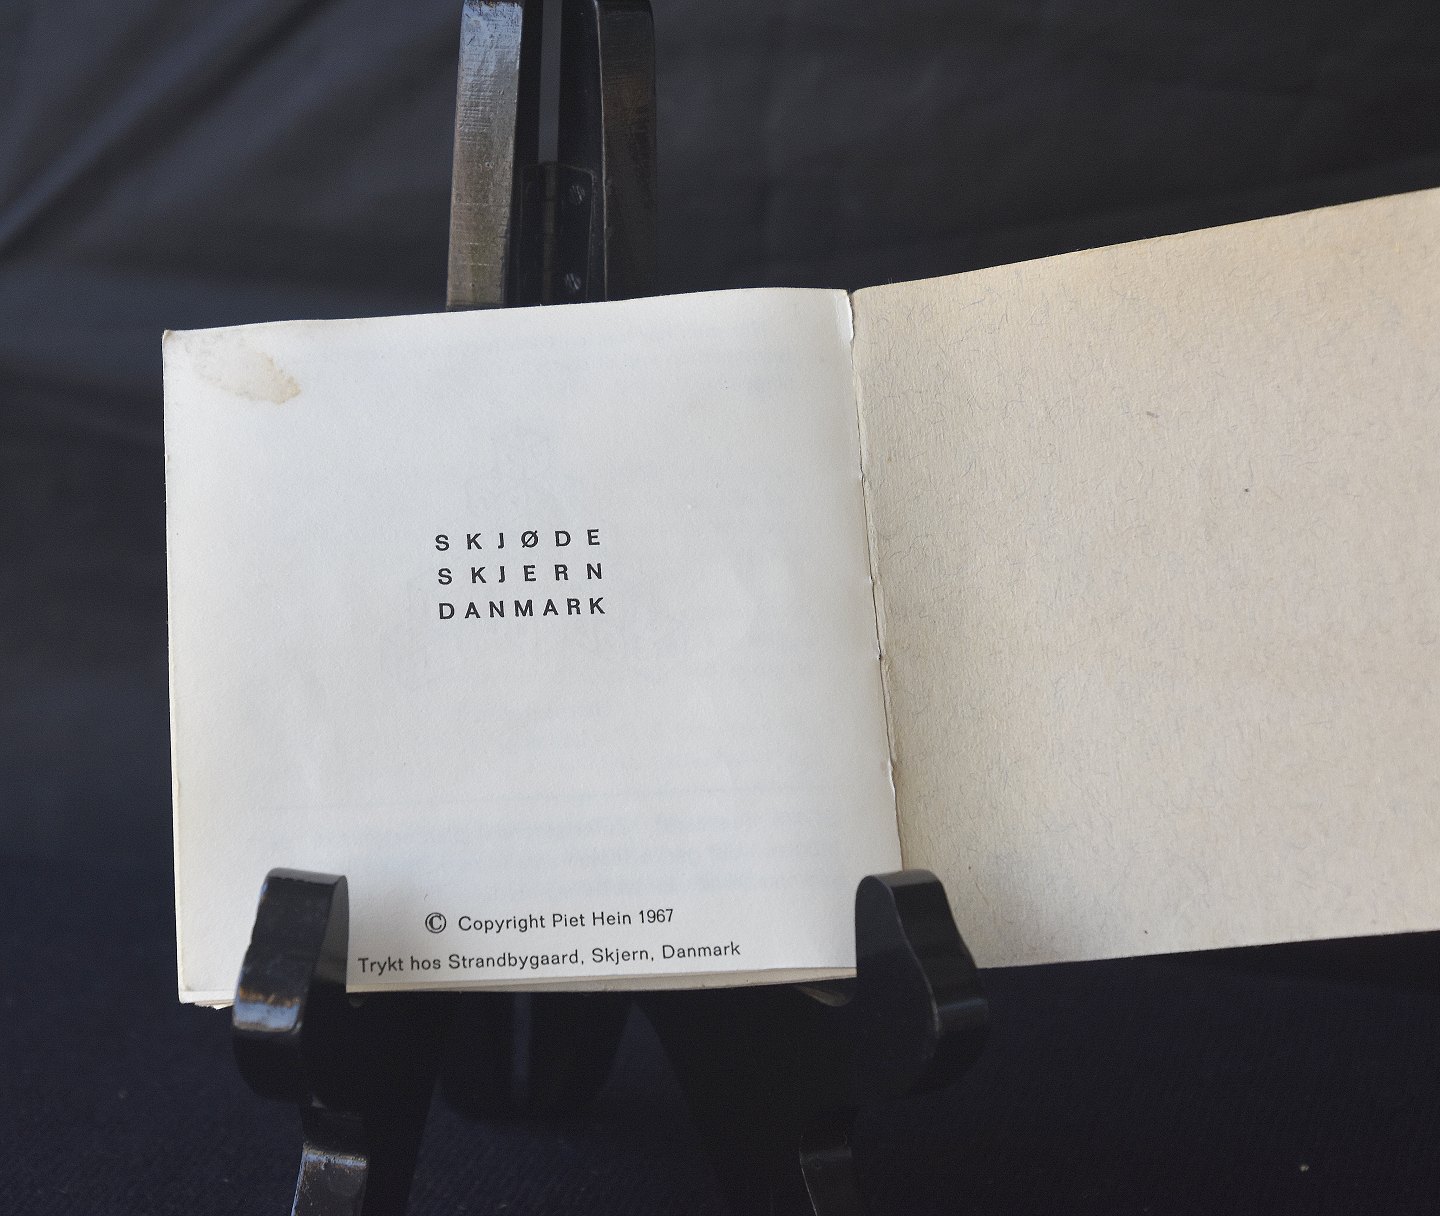 SKJØDE
SKJERN
DANMARK
© Copyright Piet Hein 1967
Trykt hos Strandbygaard, Skjern, Danmark